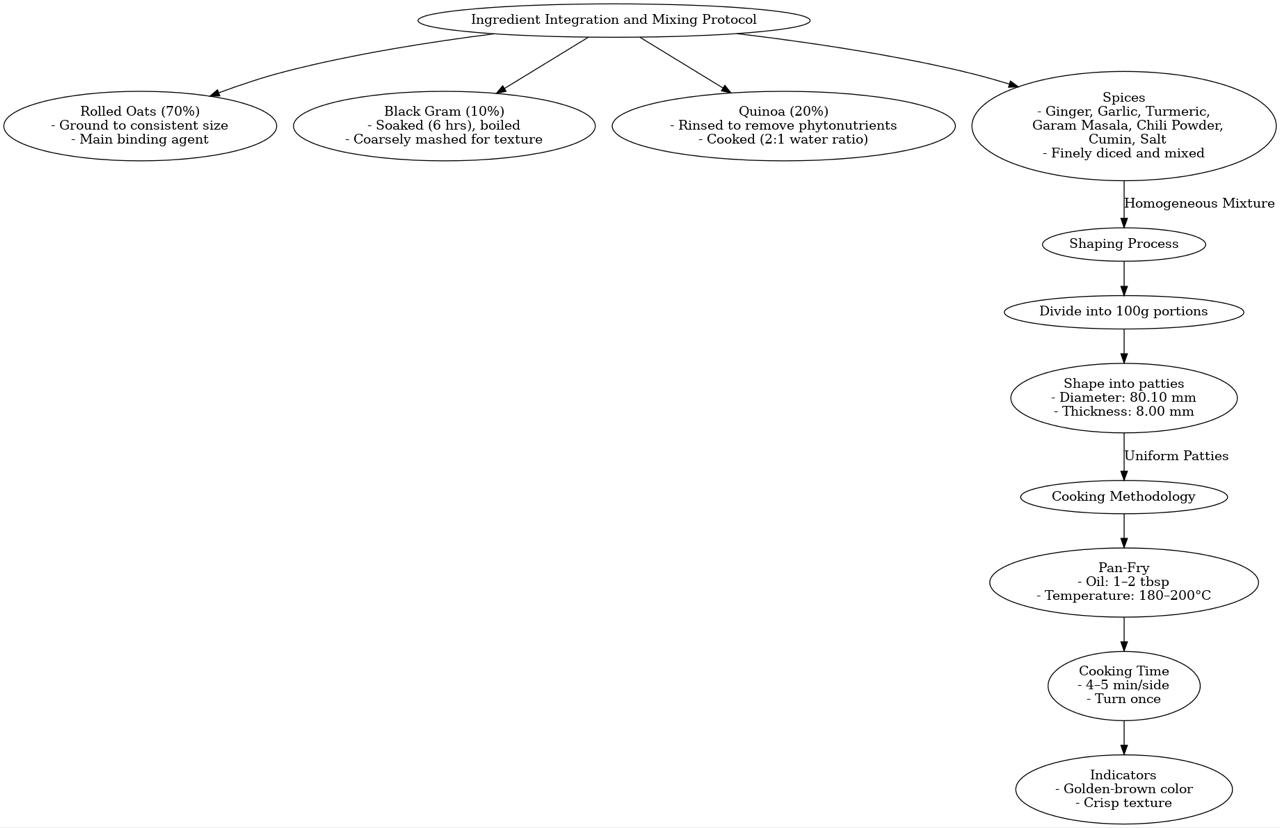 Ingredient Integration and Mixing Protocol
Rolled Oats (70%)
- Ground to consistent size
- Main binding agent
Black Gram (10%)
- Soaked (6 hrs), boiled
- Coarsely mashed for texture
Quinoa (20%)
- Rinsed to remove phytonutrients
- Cooked (2:1 water ratio)
Spices
- Ginger, Garlic, Turmeric,
Garam Masala, Chili Powder,
Cumin, Salt
- Finely diced and mixed
Homogeneous Mixture
Shaping Process
Divide into 100g portions
Shape into patties
- Diameter: 80.10 mm
- Thickness: 8.00 mm
Uniform Patties
Cooking Methodology
Pan-Fry
- Oil: 1–2 tbsp
- Temperature: 180–200°C
Cooking Time
- 4–5 min/side
- Turn once
Indicators
- Golden-brown color
- Crisp texture